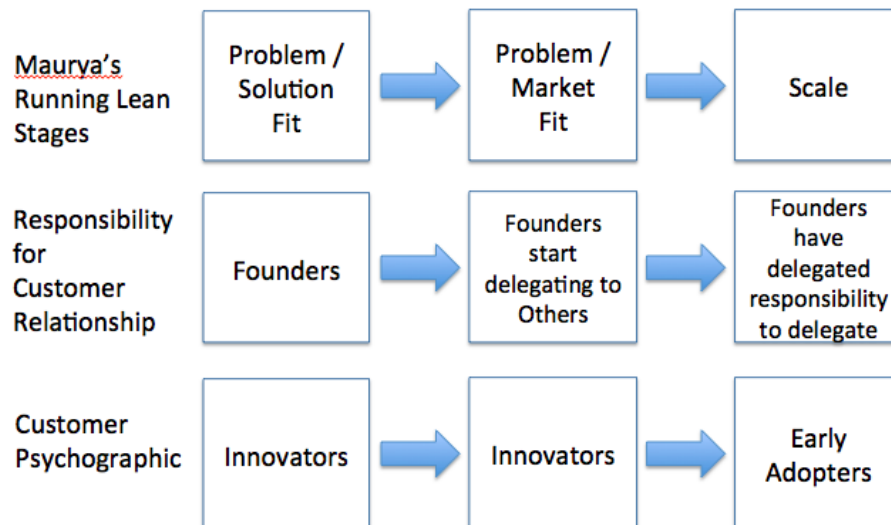 Maurya's
Running Lean
Stages
Problem /
Solution
Fit
Problem /
Market
Fit
Scale
Responsibility
for
Customer
Relationship
Founders
Founders
start
delegating to
Others
Founders
have
delegated
responsibility
to delegate
Customer
Psychographic
Innovators
Innovators
Early
Adopters